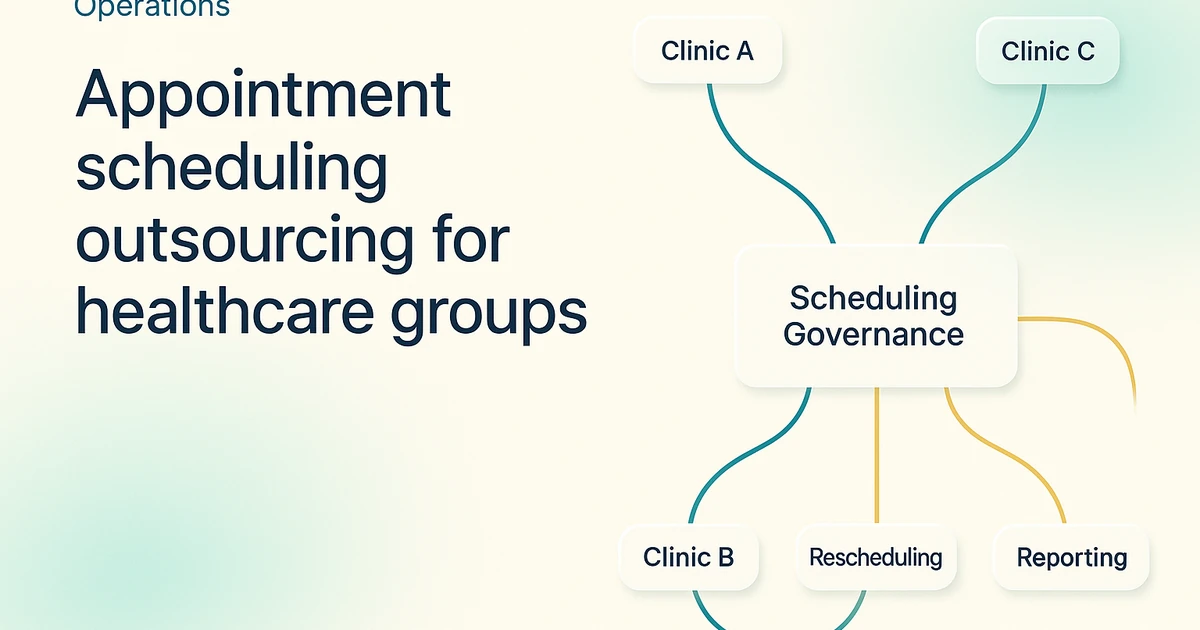 Operations
Appointment
scheduling
outsourcing for
healthcare groups
Clinic A
Clinic C
Scheduling
Governance
Clinic B
Rescheduling
Reporting